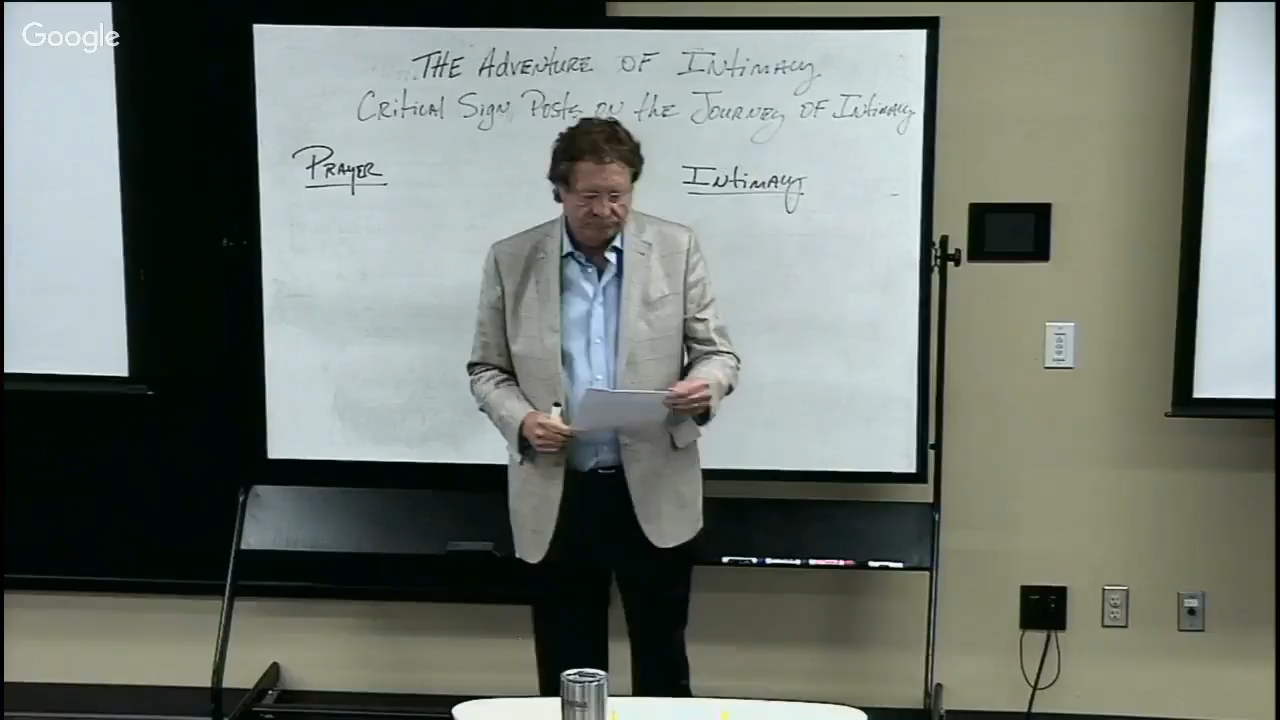 Google
THE ADVENTURE OF INTIMACY
CRITICAL SIGN POSTS ON the JOURNEY OF INTIMACY
PRAYER
INTIMACY